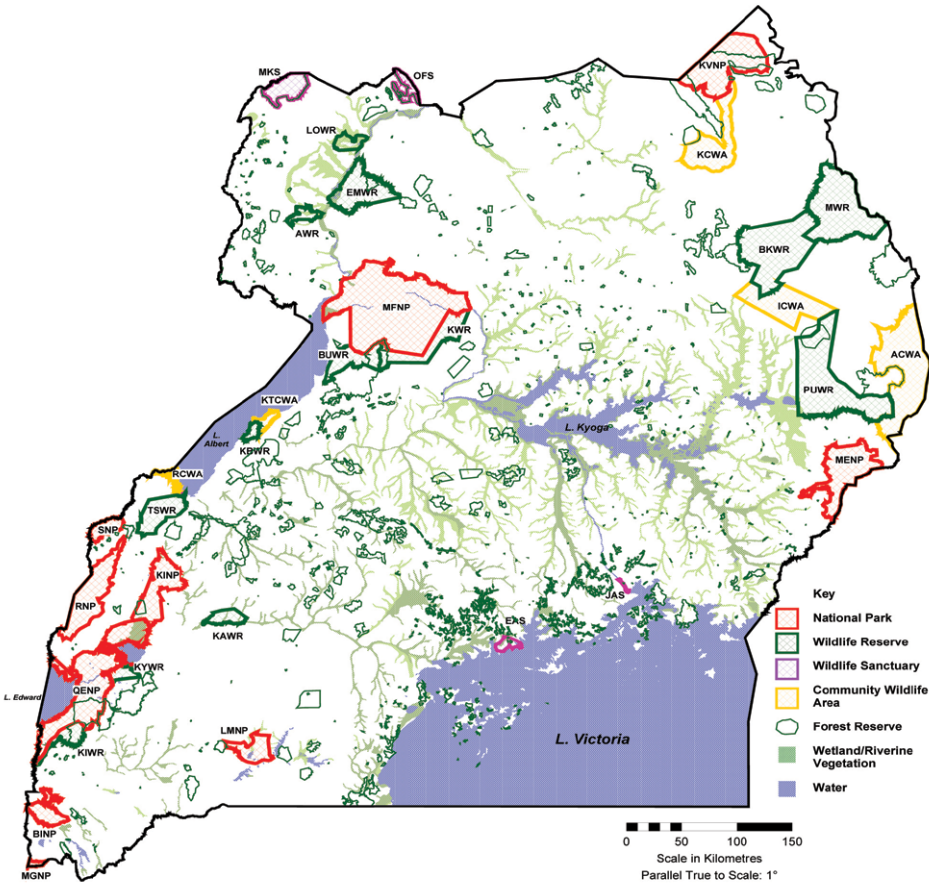 MKS
OFS
KVNP
LOWR
KCWA
EMWR
MWR
AWR
BKWR
MFNP
ICWA
KWR
ACWA
BUWR
PUWR
KTCWA
L.
Albert
KBWR
L. Kyoga
RCWA
MENP
TSWR
SNP
KINP
RNP
JAS
EAS
KAWR
KYWR
QENP
L. Edward
LMNP
KIWR
L. Victoria
BINP
MGNP
Key
National Park
Wildlife Reserve
Wildlife Sanctuary
Community Wildlife
Area
Forest Reserve
Wetland/Riverine
Vegetation
Water
0 50 100 150
Scale in Kilometres
Parallel True to Scale: 1°